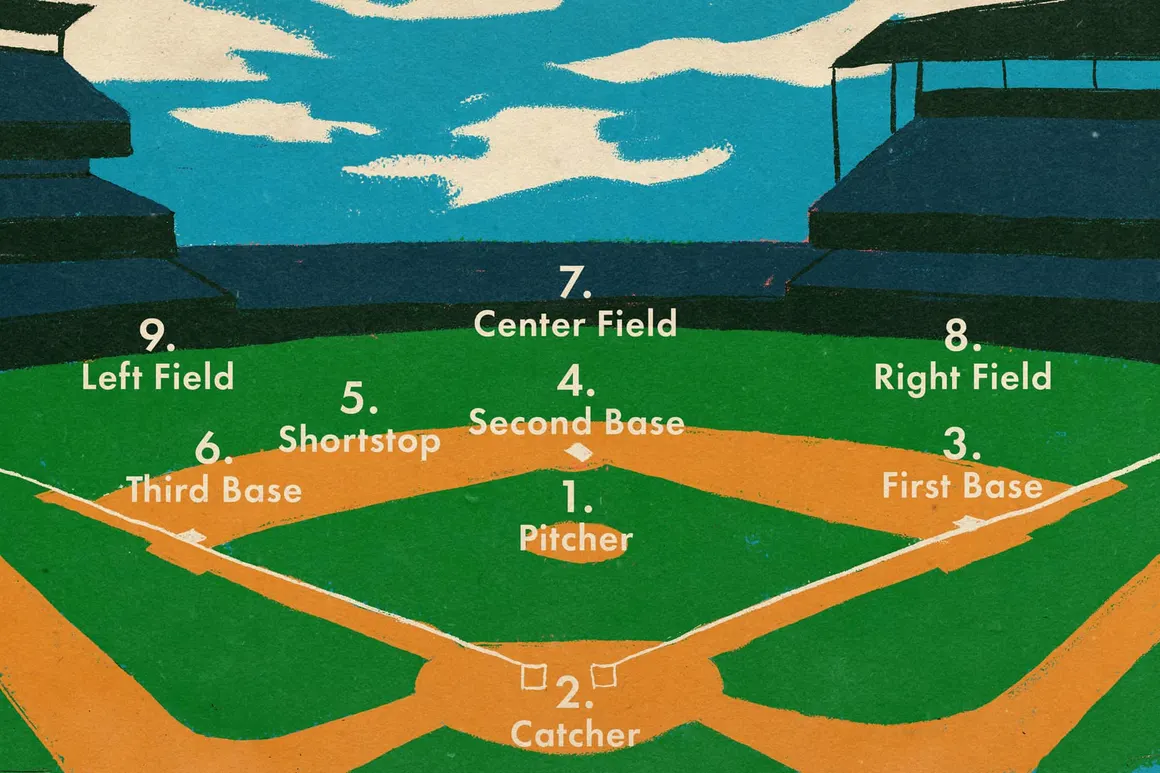 7.
Center Field
9.
Left Field
8.
Right Field
4.
Second Base
5.
Shortstop
6.
Third Base
3.
First Base
1.
Pitcher
2.
Catcher